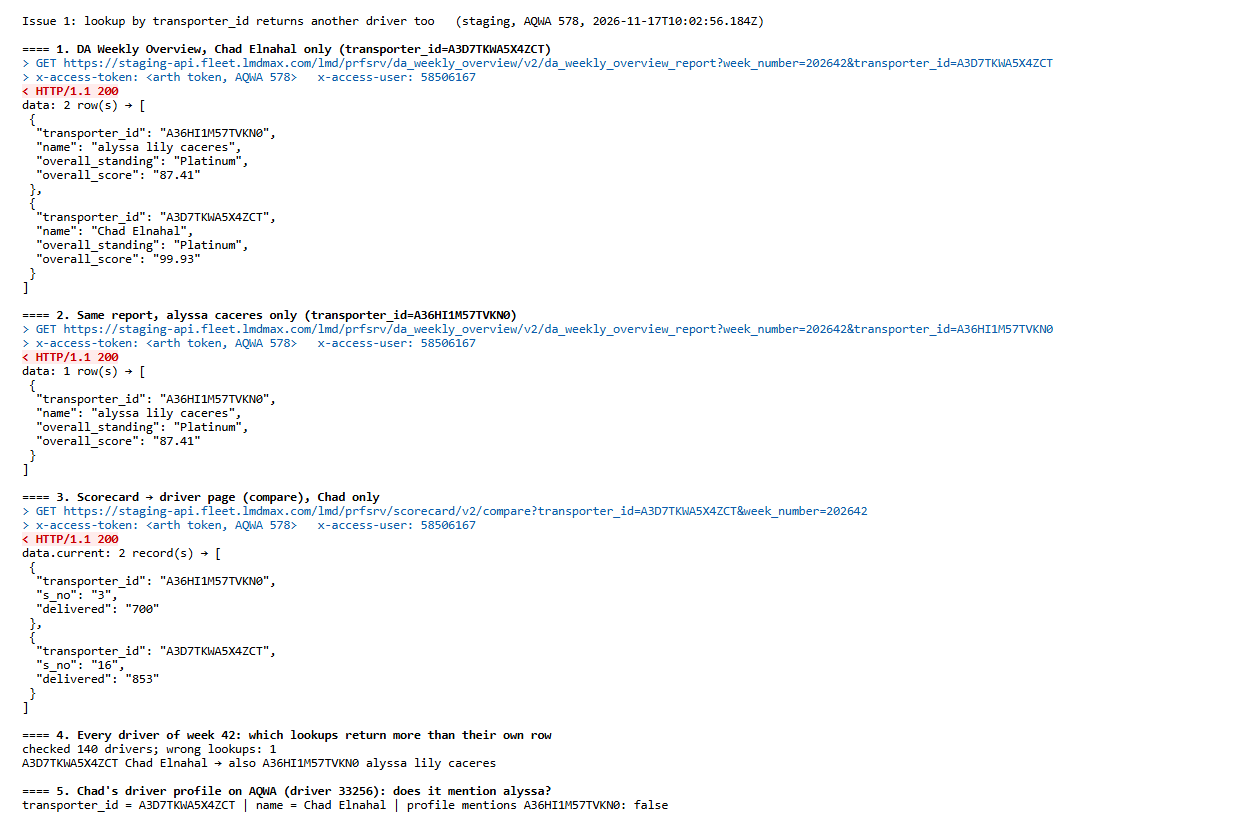 Issue 1: lookup by transporter_id returns another driver too   (staging, AQWA 578, 2026-11-17T10:02:56.184Z)
==== 1. DA Weekly Overview, Chad Elnahal only (transporter_id=A3D7TKWA5X4ZCT)
> GET https://staging-api.fleet.lmdmax.com/lmd/prfsrv/da_weekly_overview/v2/da_weekly_overview_report?week_number=202642&transporter_id=A3D7TKWA5X4ZCT
> x-access-token: <arth token, AQWA 578>   x-access-user: 58506167
< HTTP/1.1 200
data: 2 row(s) → [
 {
  "transporter_id": "A36HI1M57TVKN0",
  "name": "alyssa lily caceres",
  "overall_standing": "Platinum",
  "overall_score": "87.41"
 },
 {
  "transporter_id": "A3D7TKWA5X4ZCT",
  "name": "Chad Elnahal",
  "overall_standing": "Platinum",
  "overall_score": "99.93"
 }
]
==== 2. Same report, alyssa caceres only (transporter_id=A36HI1M57TVKN0)
> GET https://staging-api.fleet.lmdmax.com/lmd/prfsrv/da_weekly_overview/v2/da_weekly_overview_report?week_number=202642&transporter_id=A36HI1M57TVKN0
> x-access-token: <arth token, AQWA 578>   x-access-user: 58506167
< HTTP/1.1 200
data: 1 row(s) → [
 {
  "transporter_id": "A36HI1M57TVKN0",
  "name": "alyssa lily caceres",
  "overall_standing": "Platinum",
  "overall_score": "87.41"
 }
]
==== 3. Scorecard → driver page (compare), Chad only
> GET https://staging-api.fleet.lmdmax.com/lmd/prfsrv/scorecard/v2/compare?transporter_id=A3D7TKWA5X4ZCT&week_number=202642
> x-access-token: <arth token, AQWA 578>   x-access-user: 58506167
< HTTP/1.1 200
data.current: 2 record(s) → [
 {
  "transporter_id": "A36HI1M57TVKN0",
  "s_no": "3",
  "delivered": "700"
 },
 {
  "transporter_id": "A3D7TKWA5X4ZCT",
  "s_no": "16",
  "delivered": "853"
 }
]
==== 4. Every driver of week 42: which lookups return more than their own row
checked 140 drivers; wrong lookups: 1
A3D7TKWA5X4ZCT Chad Elnahal → also A36HI1M57TVKN0 alyssa lily caceres
==== 5. Chad's driver profile on AQWA (driver 33256): does it mention alyssa?
transporter_id = A3D7TKWA5X4ZCT | name = Chad Elnahal | profile mentions A36HI1M57TVKN0: false